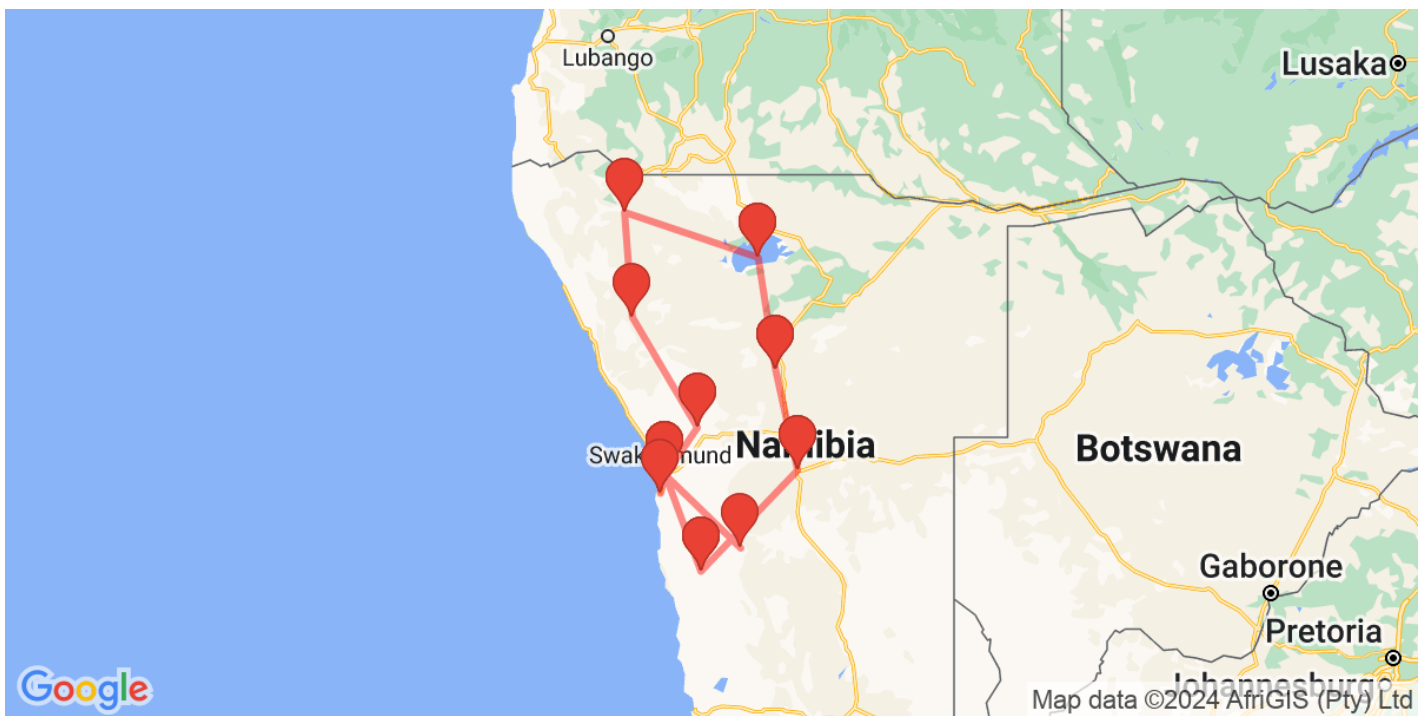 Lubango
Lusaka
Namibia
Swakopmund
Botswana
Gaborone
Pretoria
Johannesburg
Google
Map data ©2024 AfriGIS (Pty) Ltd